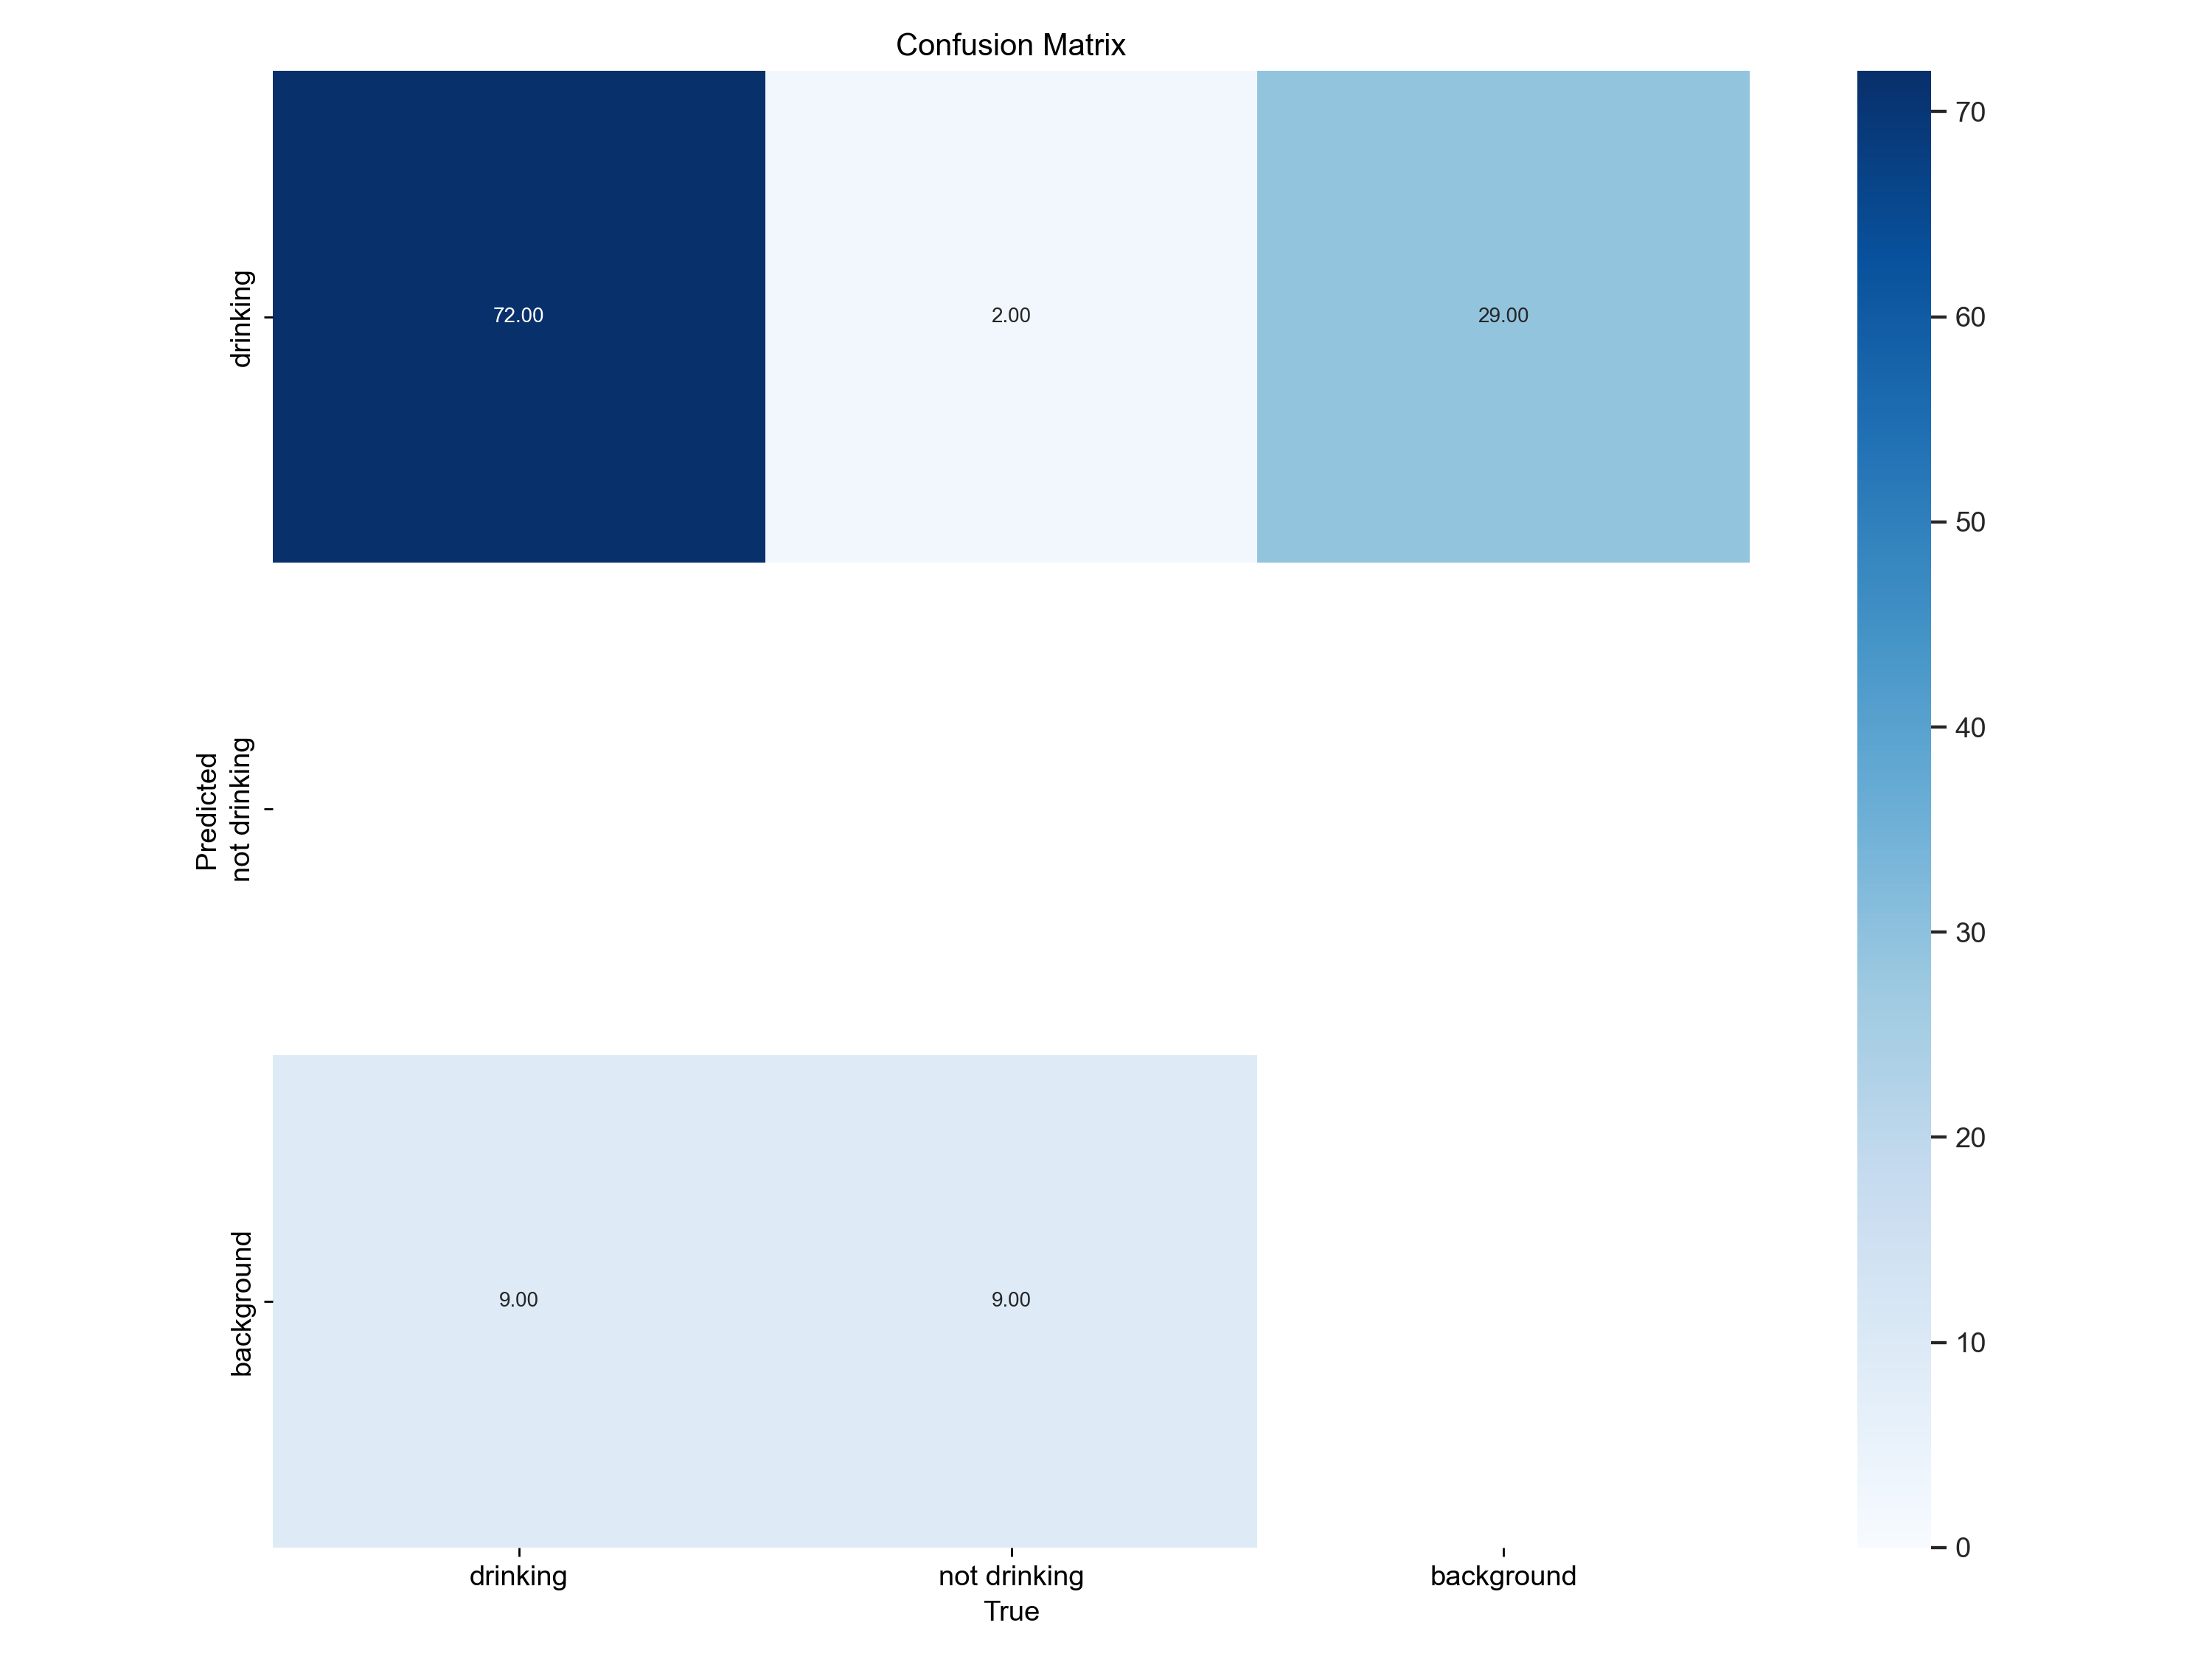 Confusion Matrix
drinking
72.00
2.00
29.00
Predicted
not drinking
background
9.00
9.00
drinking
not drinking
background
True
70
60
50
40
30
20
10
0